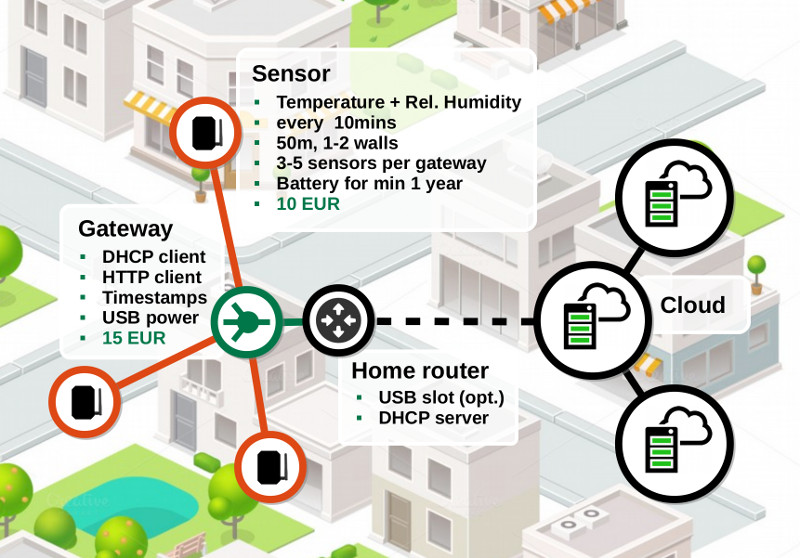 Sensor
Temperature + Rel. Humidity
every 10mins
50m, 1-2 walls
3-5 sensors per gateway
Battery for min 1 year
10 EUR
Gateway
DHCP client
HTTP client
Timestamps
USB power
15 EUR
Cloud
Home router
USB slot (opt.)
DHCP server